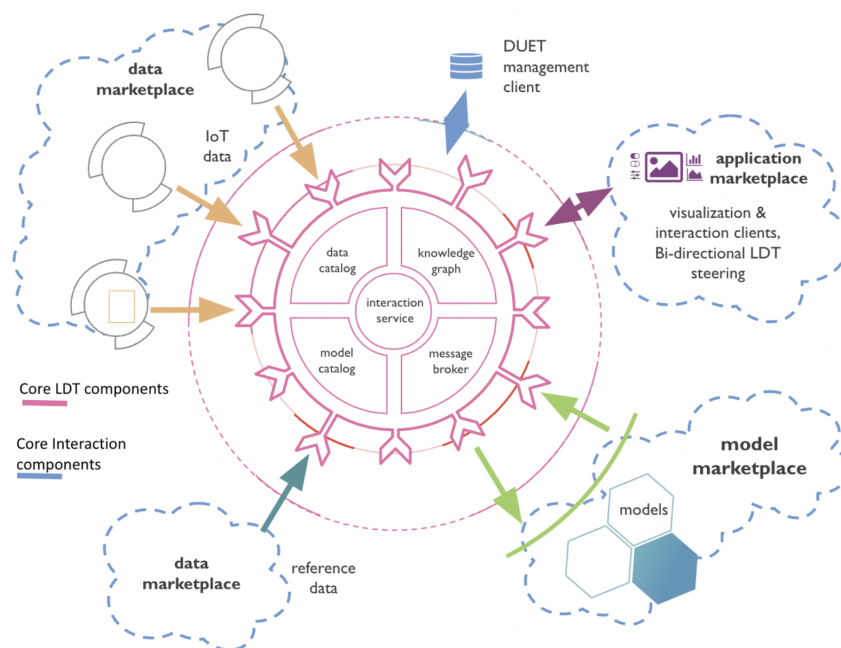 data
marketplace
IoT
data
DUET
management
client
application
marketplace
visualization &
interaction clients,
Bi-directional LDT
steering
data
catalog
knowledge
graph
interaction
service
model
catalog
message
broker
Core LDT components
Core Interaction
components
model
marketplace
models
data
marketplace
reference
data